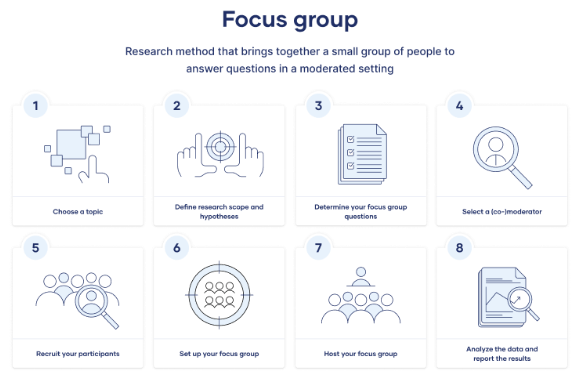 Focus group
Research method that brings together a small group of people to
answer questions in a moderated setting
1
Choose a topic
2
Define research scope and
hypotheses
3
Determine your focus group
questions
4
Select a (co-)moderator
5
Recruit your participants
6
Set up your focus group
7
Host your focus group
8
Analyze the data and
report the results